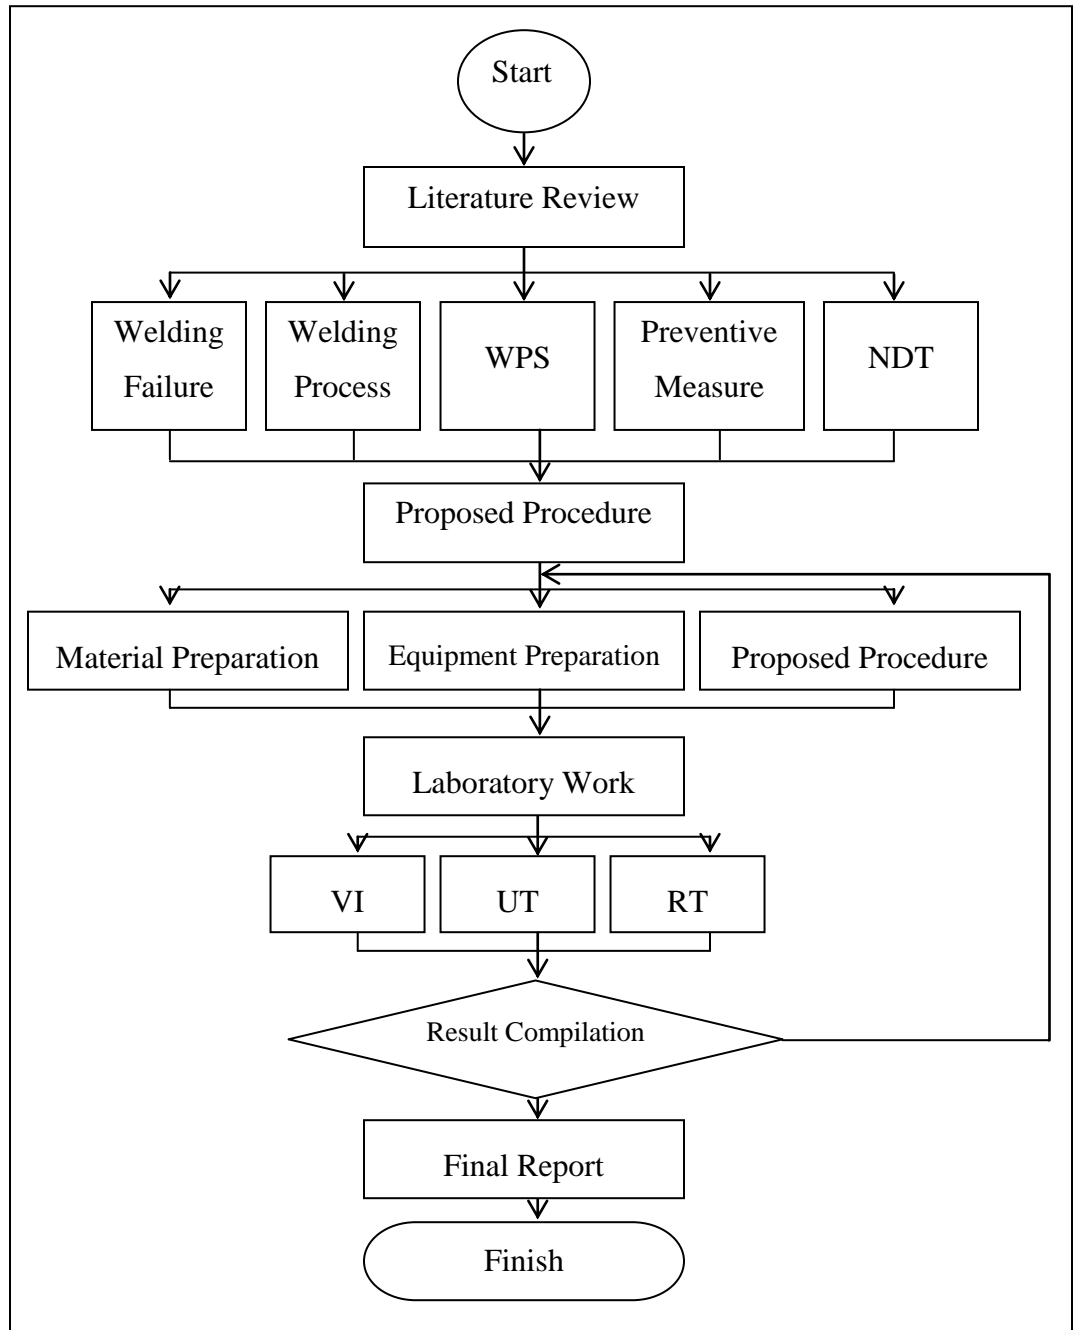 Start
Literature Review
Welding
Failure
Welding
Process
WPS
Preventive
Measure
NDT
Proposed Procedure
Material Preparation
Equipment Preparation
Proposed Procedure
Laboratory Work
VI
UT
RT
Result Compilation
Final Report
Finish